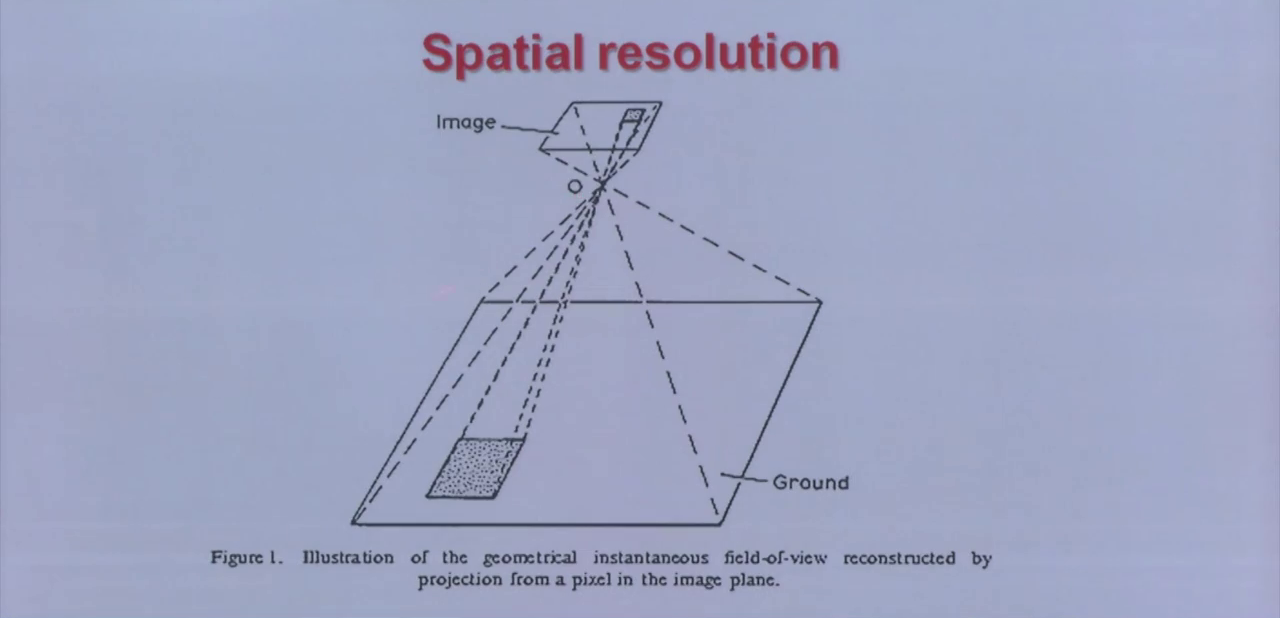 Spatial resolution
Image
O
Ground
Figure 1. Illustration of the geometrical instantaneous field-of-view reconstructed by
projection from a pixel in the image plane.